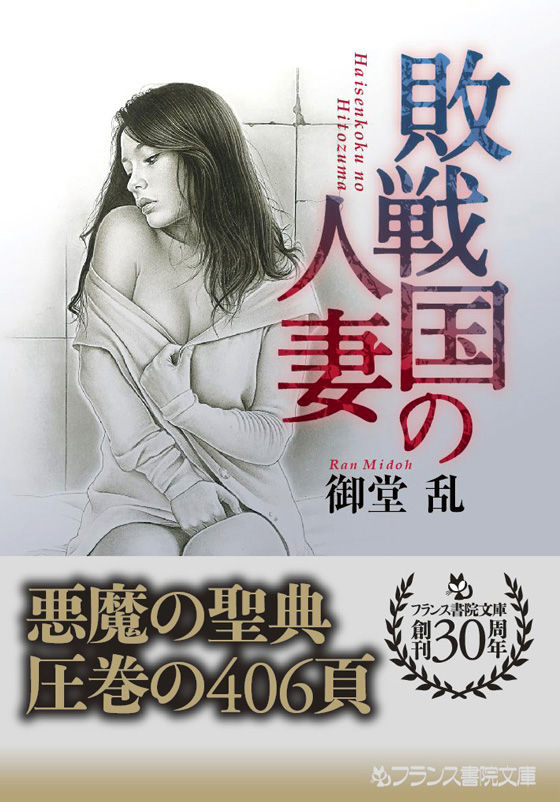 敗戦国の
人妻
Haisenkoku no
Hitozuma
Ran Midoh
御堂 乱
悪魔の聖典
圧巻の406頁
フランス書院文庫
創刊30周年
フランス書院文庫